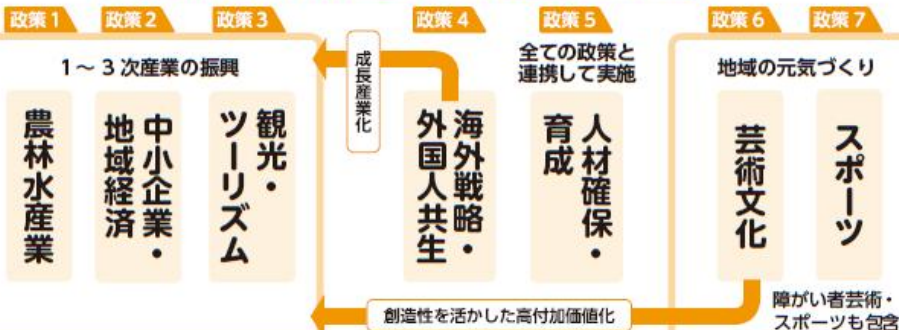 政策1
政策2
政策3
政策4
政策5
政策6
政策7
1~3次産業の振興
成長産業化
全ての政策と
連携して実施
地域の元気づくり
農林水産業
中小企業・
地域経済
観光・
ツーリズム
海外戦略・
外国人共生
人材確保・
育成
芸術文化
スポーツ
創造性を活かした高付加価値化
障がい者芸術・
スポーツも包含